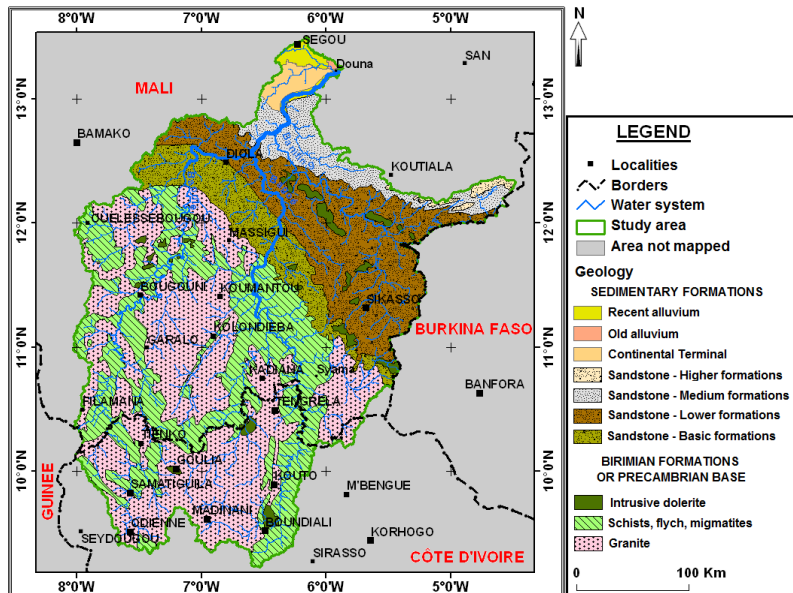 8°0'W 7°0'W 6°0'W 5°0'W
N
SEGOU
Douna
SAN
MALI
13°0'N 13°0'N
BAMAKO
DIOLA
KOUTIALA
12°0'N 12°0'N
OUELESSEBOUGOU
MASSIGUI
BOUGOUNI
KOUMANTOU
SIKASSO
KOLONDIEBA
BURKINA FASO
GARALO
11°0'N 11°0'N
KADIANA
Syama
BANFORA
FILAMANA
TENGRELA
10°0'N 10°0'N
GOULIA
SAMATIGUILA
KOUTO
M'BENGUE
GUINEE
MADINANI
ODIENNE
BOUNDIALI
KORHOGO
SEYDOUGOU
SIRASSO
CÔTE D'IVOIRE
8°0'W 7°0'W 6°0'W 5°0'W
LEGEND
Localities
Borders
Water system
Study area
Area not mapped
Geology
SEDIMENTARY FORMATIONS
Recent alluvium
Old alluvium
Continental Terminal
Sandstone - Higher formations
Sandstone - Medium formations
Sandstone - Lower formations
Sandstone - Basic formations
BIRIMIAN FORMATIONS
OR PRECAMBRIAN BASE
Intrusive dolerite
Schists, flych, migmatites
Granite
0 100 Km